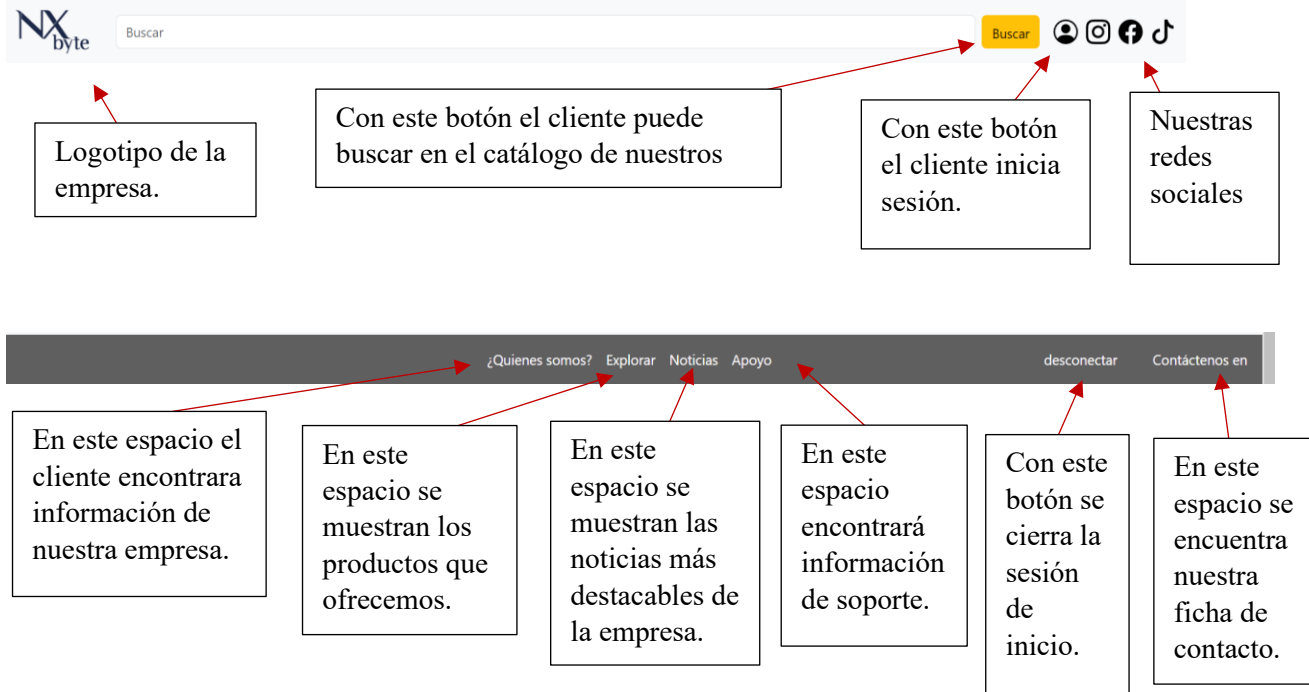 NX
byte
Buscar
Buscar
Logotipo de la
empresa.
Con este botón el cliente puede
buscar en el catálogo de nuestros
Con este botón
el cliente inicia
sesión.
Nuestras
redes
sociales
¿Quienes somos? Explorar Noticias Apoyo desconectar Contáctenos en
En este espacio el
cliente encontrara
información de
nuestra empresa.
En este
espacio se
muestran los
productos que
ofrecemos.
En este
espacio se
muestran las
noticias más
destacables de
la empresa.
En este
espacio
encontrará
información
de soporte.
Con este
botón se
cierra la
sesión
de
inicio.
En este
espacio se
encuentra
nuestra
ficha de
contacto.